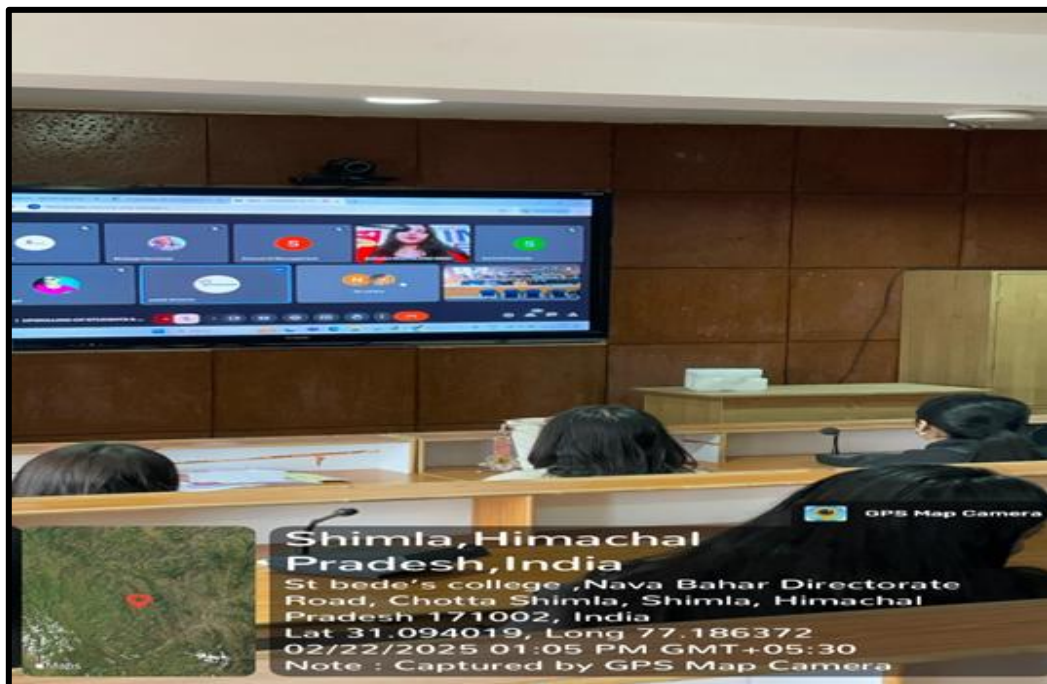 S
S
GPS Map Camera
Shimla,Himachal
Pradesh,India
St bede's college ,Nava Bahar Directorate
Road, Chotta Shimla, Shimla, Himachal
Pradesh 171002, India
Lat 31.094019, Long 77.186372
02/22/2025 01:05 PM GMT+05:30
Note : Captured by GPS Map Camera
Maps